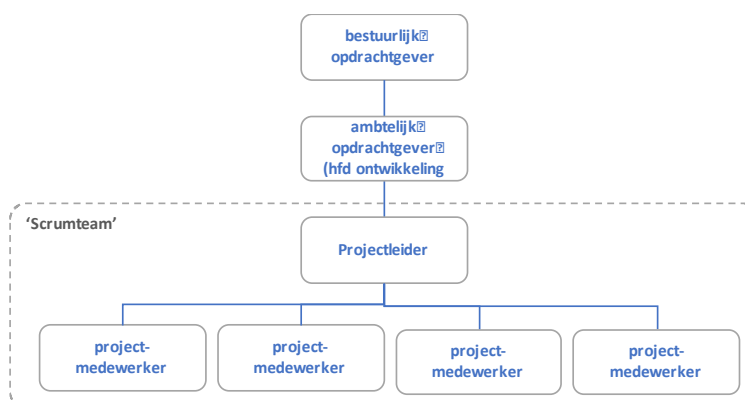 bestuurlijk
opdrachtgever
ambtelijk
opdrachtgever
(hfd ontwikkeling
'Scrumteam'
Projectleider
project-
medewerker
project-
medewerker
project-
medewerker
project-
medewerker